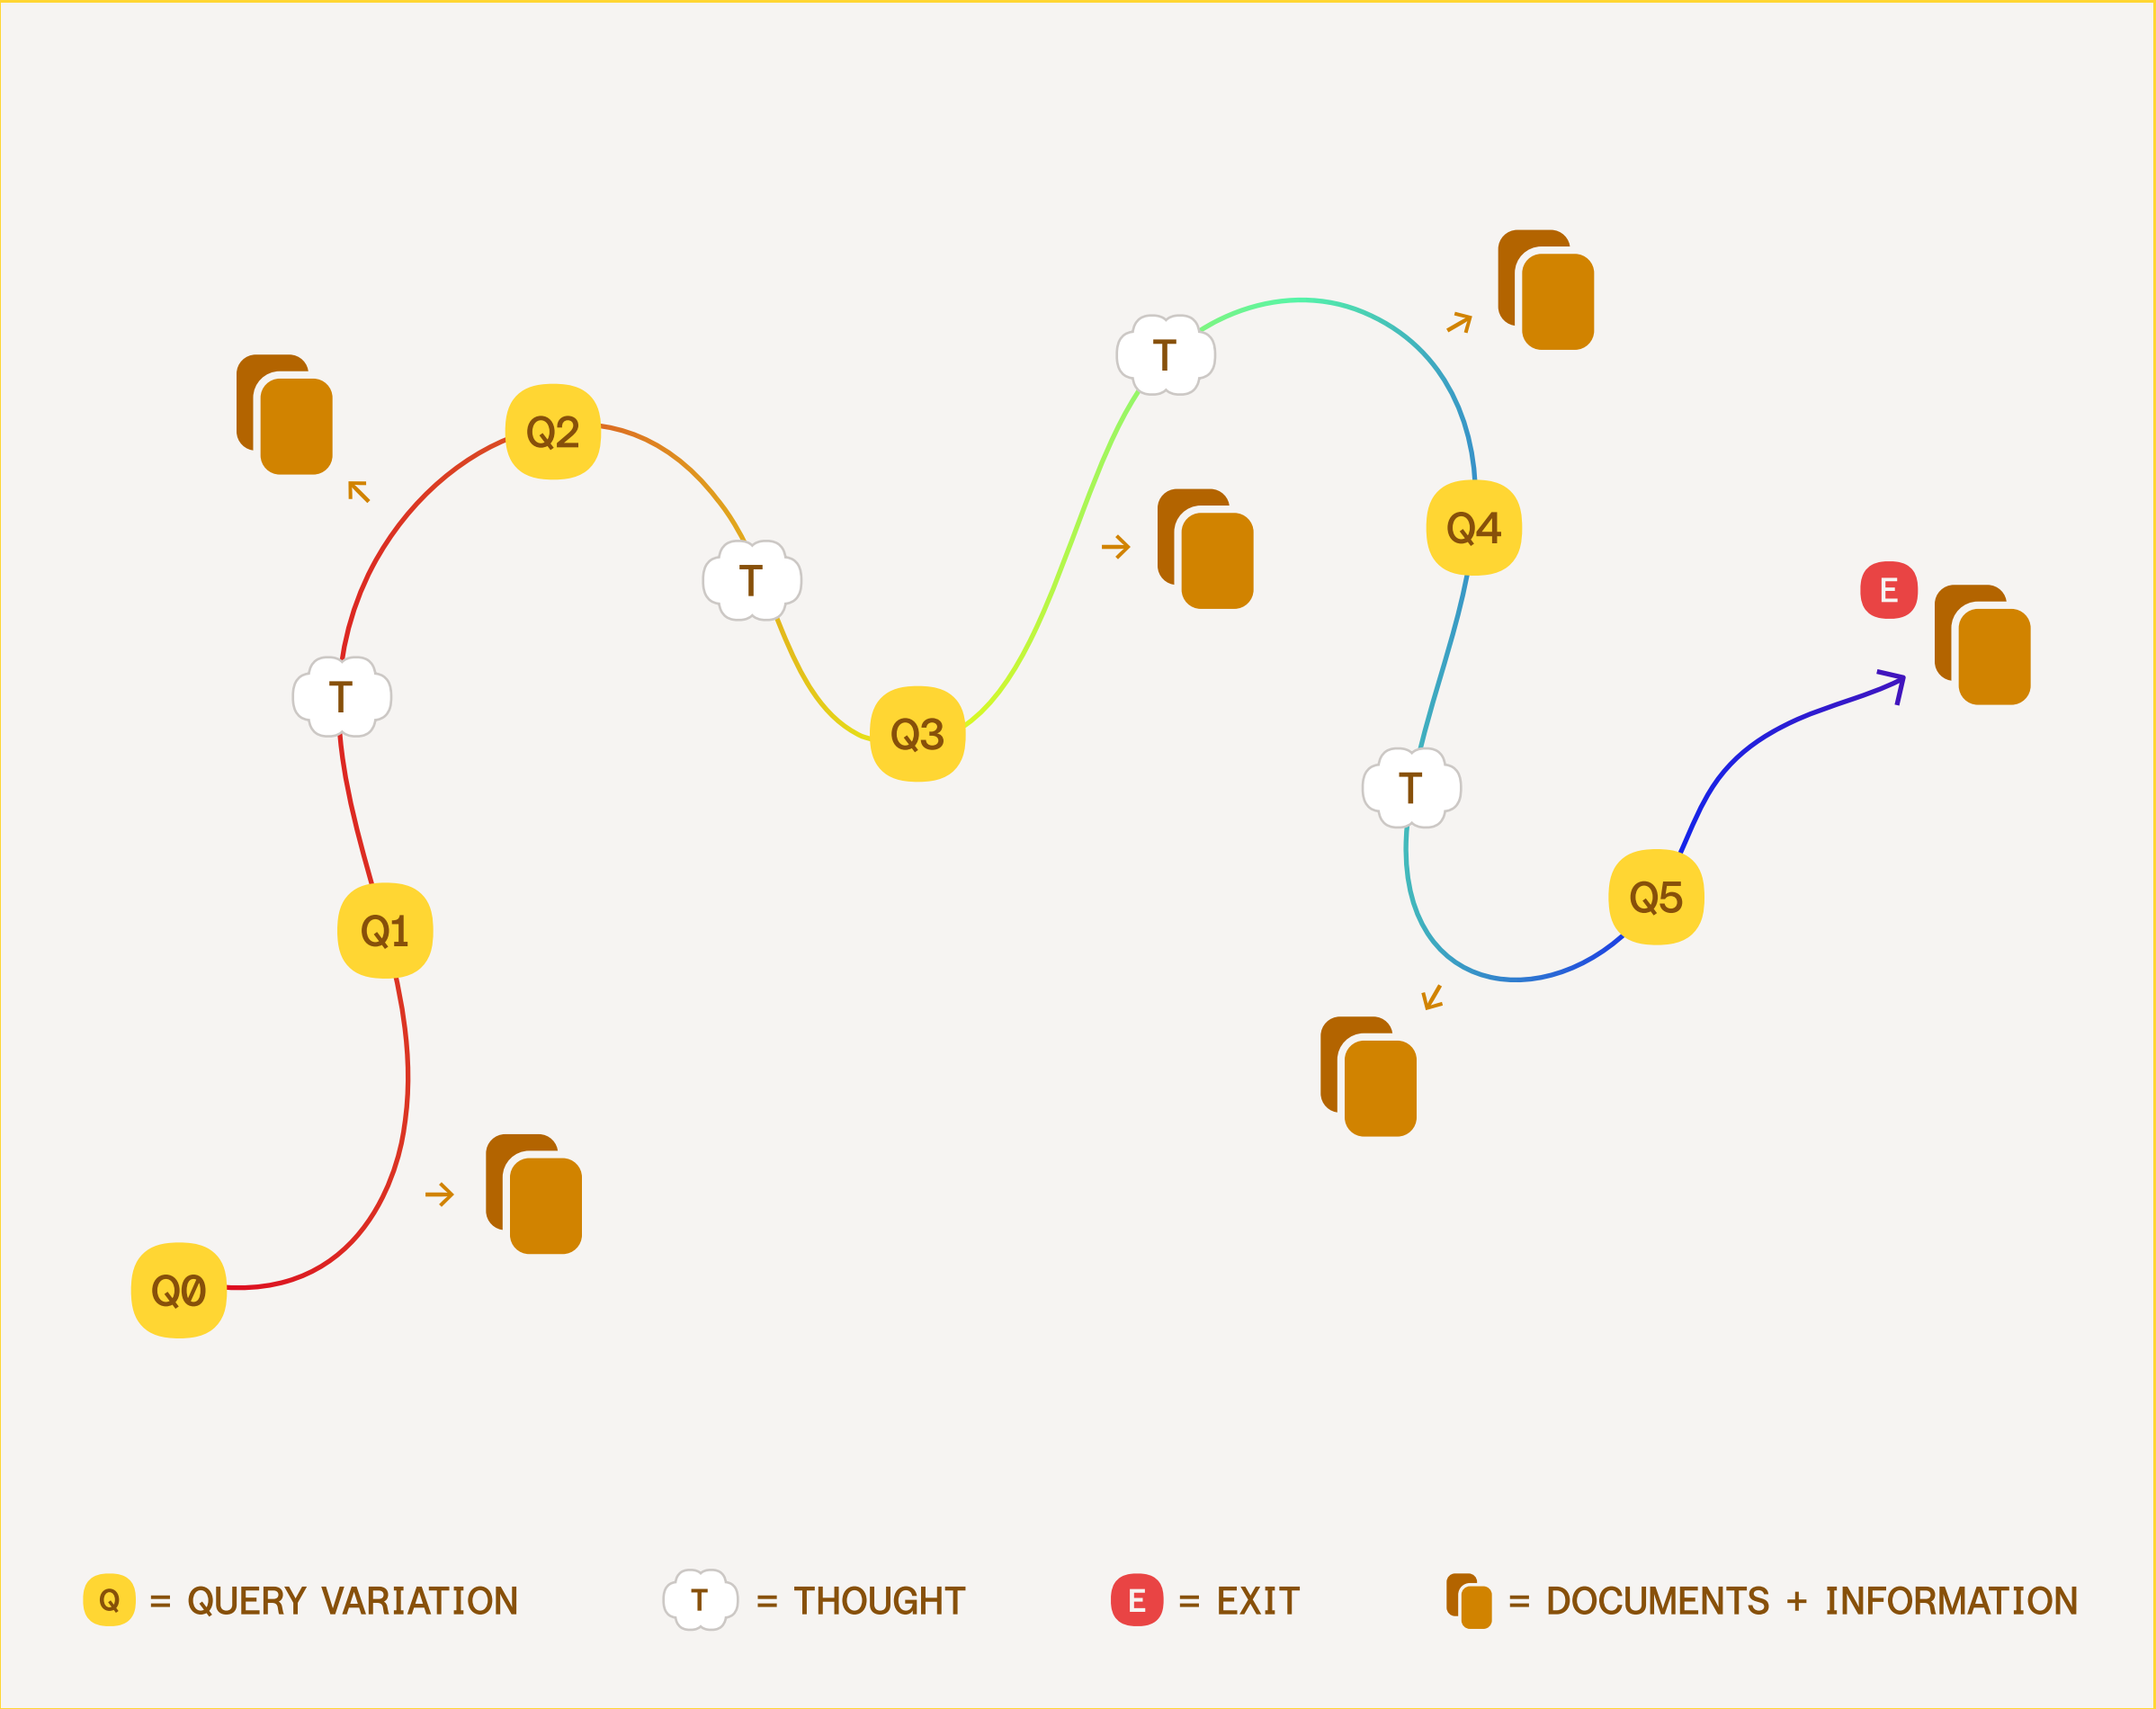 T
Q2
T
Q4
E
T
Q3
T
Q5
Q1
Q0
Q = QUERY VARIATION
T = THOUGHT
E = EXIT
= DOCUMENTS + INFORMATION